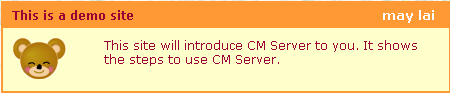 This is a demo site may lai
This site will introduce CM Server to you. It shows
the steps to use CM Server.